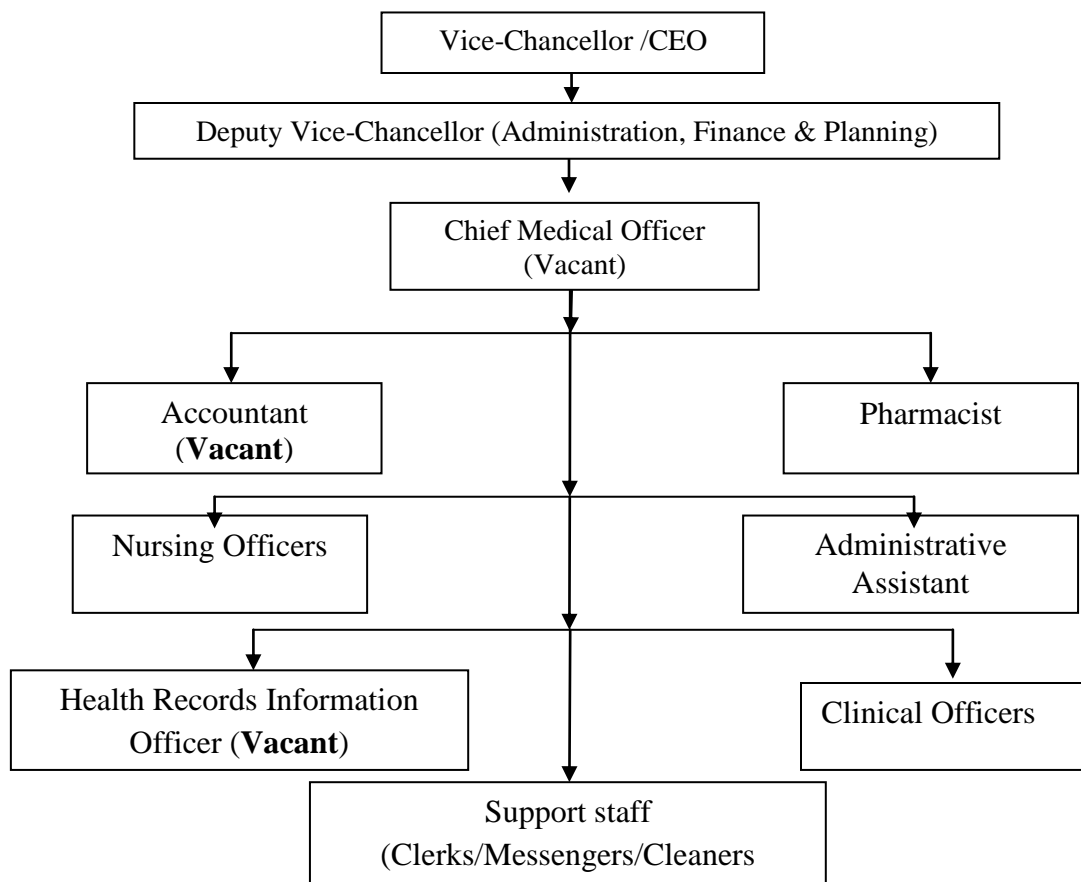 Vice-Chancellor /CEO
Deputy Vice-Chancellor (Administration, Finance & Planning)
Chief Medical Officer
(Vacant)
Accountant
(Vacant)
Pharmacist
Nursing Officers
Administrative
Assistant
Health Records Information
Officer (Vacant)
Clinical Officers
Support staff
(Clerks/Messengers/Cleaners